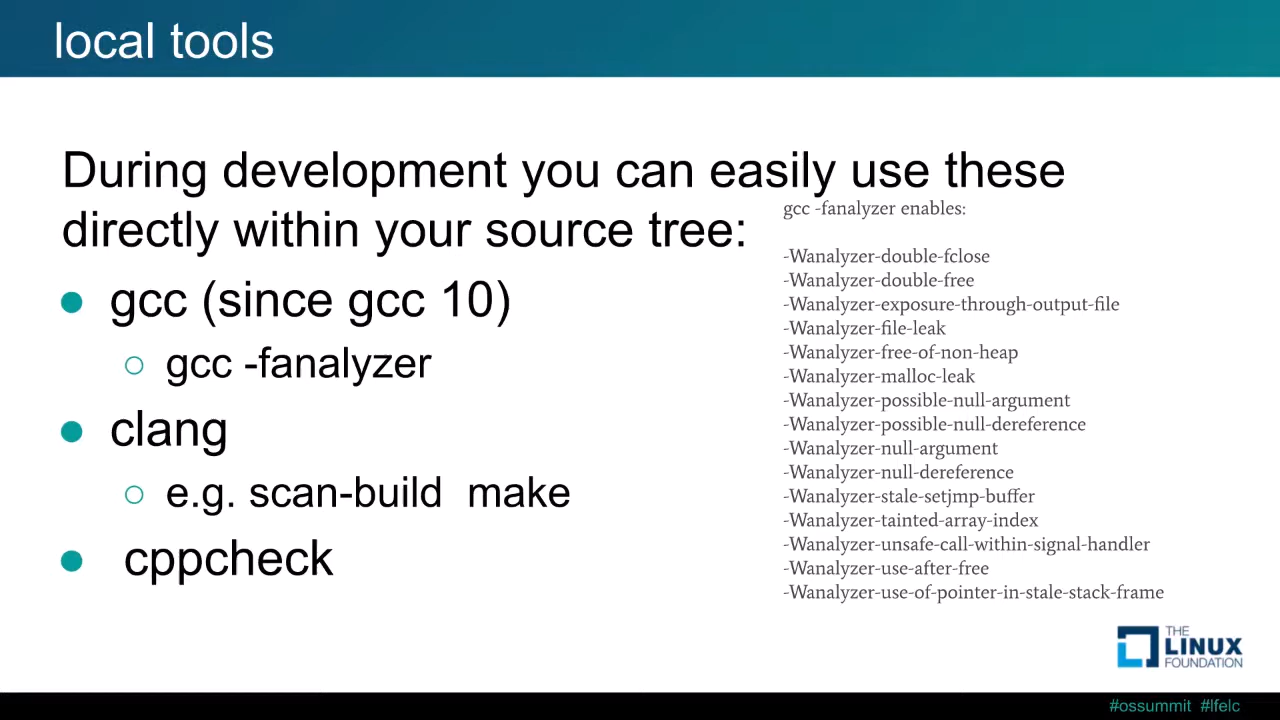 local tools
During development you can easily use these
directly within your source tree:
● gcc (since gcc 10)
○ gcc -fanalyzer
● clang
○ e.g. scan-build  make
● cppcheck
gcc -fanalyzer enables:
-Wanalyzer-double-fclose
-Wanalyzer-double-free
-Wanalyzer-exposure-through-output-file
-Wanalyzer-file-leak
-Wanalyzer-free-of-non-heap
-Wanalyzer-malloc-leak
-Wanalyzer-possible-null-argument
-Wanalyzer-possible-null-dereference
-Wanalyzer-null-argument
-Wanalyzer-null-dereference
-Wanalyzer-stale-setjmp-buffer
-Wanalyzer-tainted-array-index
-Wanalyzer-unsafe-call-within-signal-handler
-Wanalyzer-use-after-free
-Wanalyzer-use-of-pointer-in-stale-stack-frame
THE
LINUX
FOUNDATION
#ossummit #lfelc